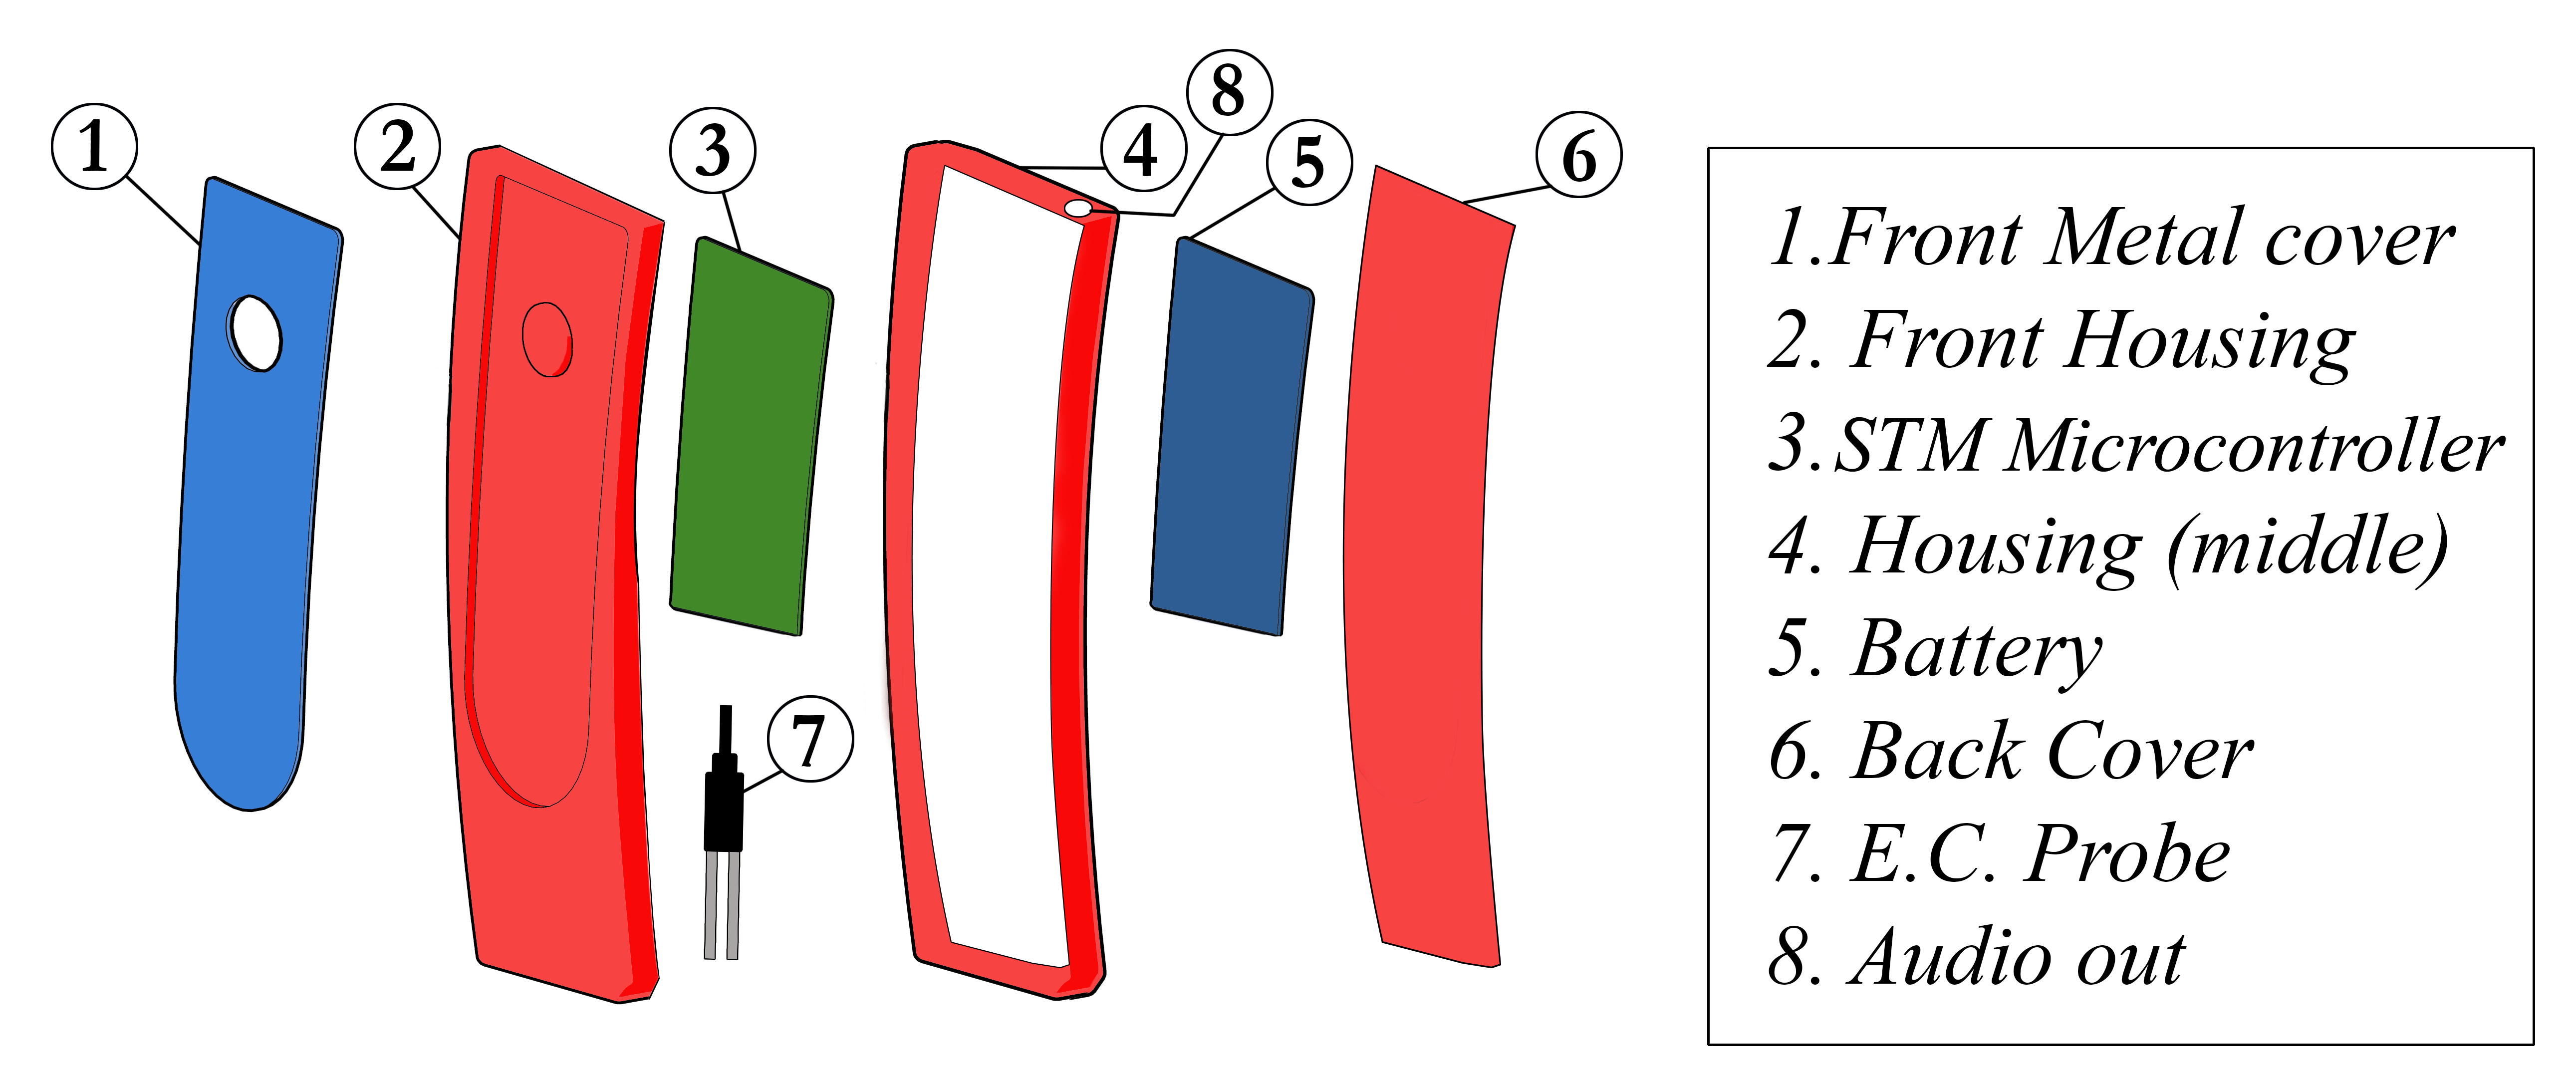 1
2
3
4
8
5
6
7
1.Front Metal cover
2. Front Housing
3.STM Microcontroller
4. Housing (middle)
5. Battery
6. Back Cover
7. E.C. Probe
8. Audio out